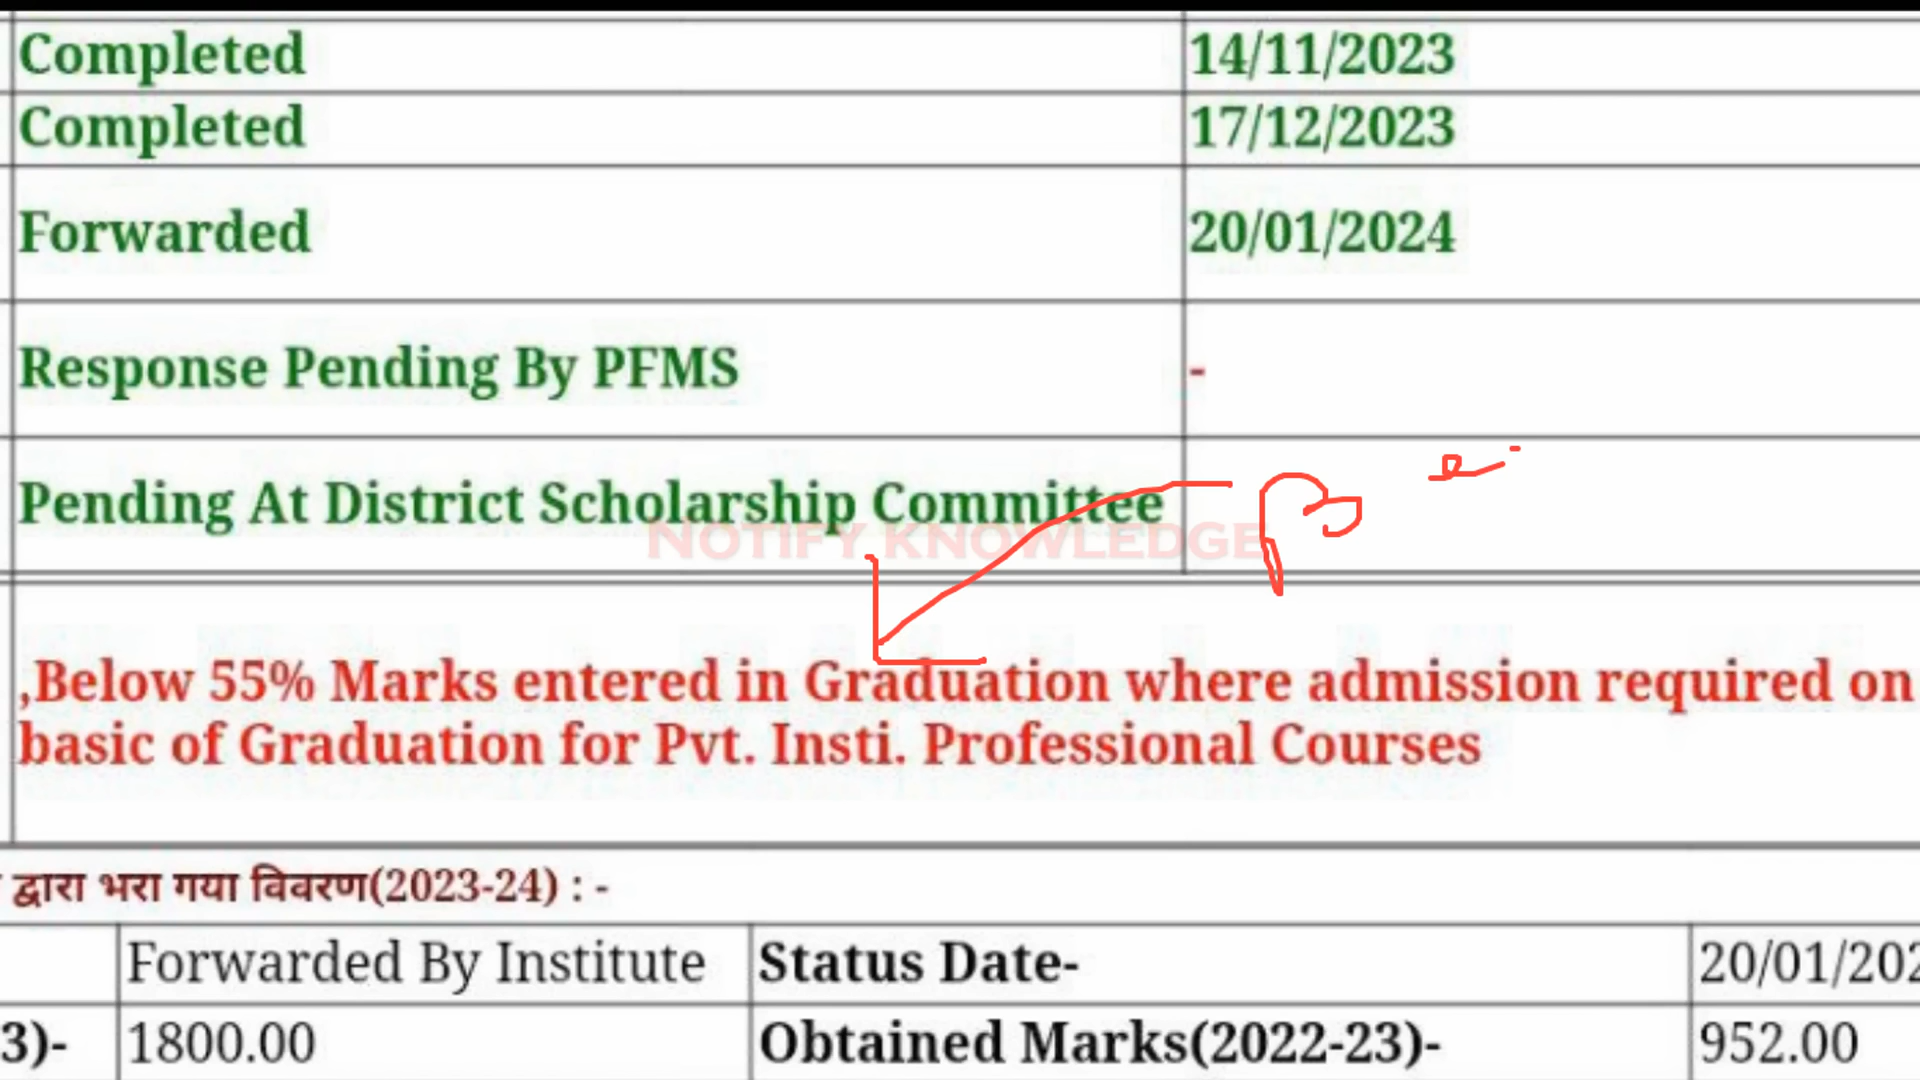 Completed 14/11/2023
Completed 17/12/2023
Forwarded 20/01/2024
Response Pending By PFMS -
Pending At District Scholarship Committee
NOTIFY KNOWLEDGE
,Below 55% Marks entered in Graduation where admission required on
basic of Graduation for Pvt. Insti. Professional Courses
द्वारा भरा गया विवरण(2023-24) : -
Forwarded By Institute Status Date- 20/01/202
3)- 1800.00 Obtained Marks(2022-23)- 952.00